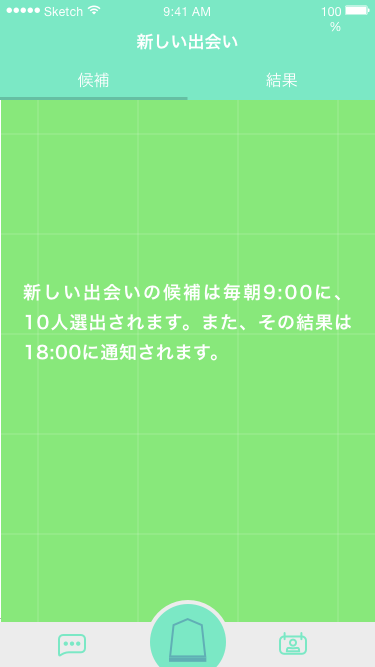 Sketch 9:41 AM 100
%
新しい出会い
候補 結果
新しい出会いの候補は毎朝9:00に、
10人選出されます。また、その結果は
18:00に通知されます。